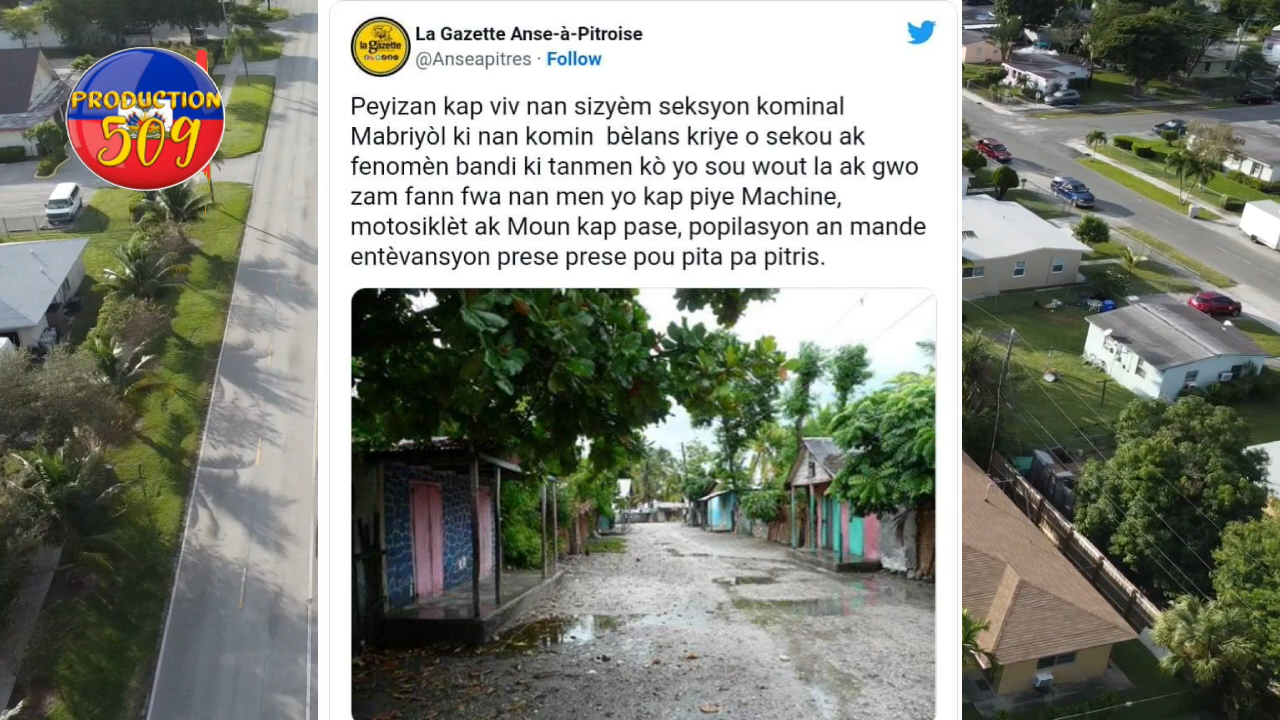 PRODUCTION
509
la gazette
La Gazette Anse-à-Pitroise
@Anseapitres · Follow
Peyizan kap viv nan sizyèm seksyon kominal
Mabriyòl ki nan komin  bèlans kriye o sekou ak
fenomèn bandi ki tanmen kò yo sou wout la ak gwo
zam fann fwa nan men yo kap piye Machine,
motosiklèt ak Moun kap pase, popilasyon an mande
entèvansyon prese prese pou pita pa pitris.